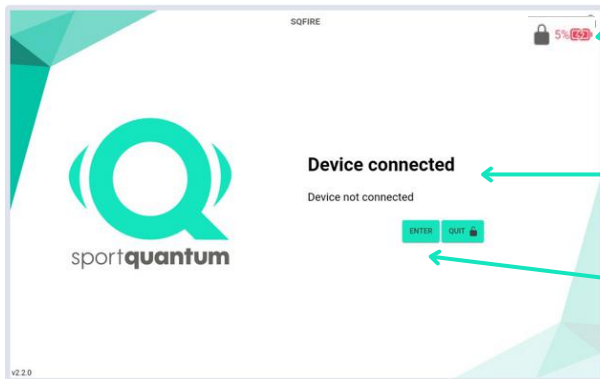 SQFIRE
5%
Device connected
Device not connected
ENTER QUIT
sportquantum
v2.2.0